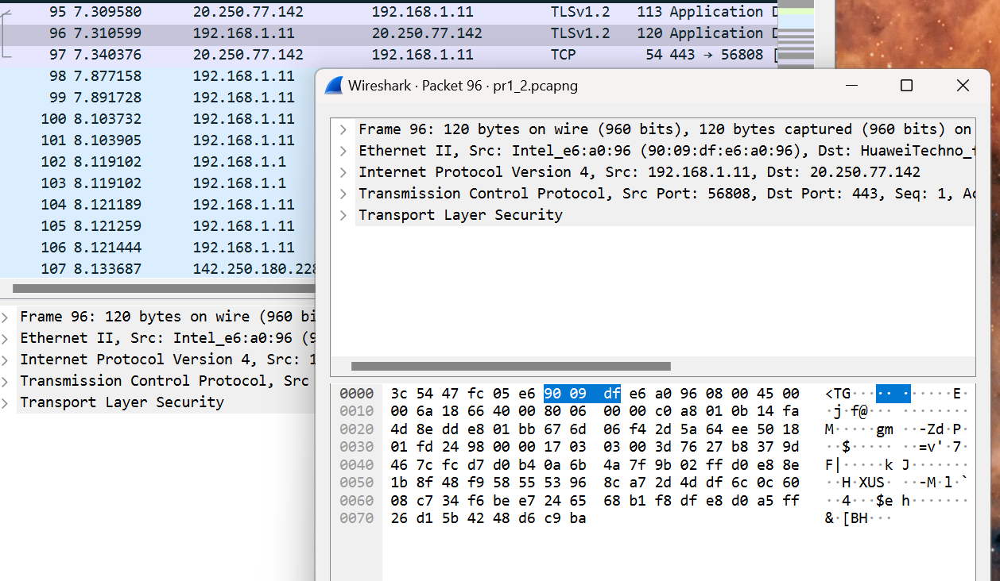 95 7.309580 20.250.77.142 192.168.1.11 TLSv1.2 113 Application D
96 7.310599 192.168.1.11 20.250.77.142 TLSv1.2 120 Application D
97 7.340376 20.250.77.142 192.168.1.11 TCP 54 443 → 56808 [
98 7.877158 192.168.1.11
99 7.891728 192.168.1.11
100 8.103732 192.168.1.11
101 8.103905 192.168.1.11
102 8.119102 192.168.1.1
103 8.119102 192.168.1.1
104 8.121189 192.168.1.11
105 8.121259 192.168.1.11
106 8.121444 192.168.1.11
107 8.133687 142.250.180.228
Frame 96: 120 bytes on wire (960 bi
Ethernet II, Src: Intel_e6:a0:96 (9
Internet Protocol Version 4, Src: 1
Transmission Control Protocol, Src
Transport Layer Security
Wireshark · Packet 96 · pr1_2.pcapng
Frame 96: 120 bytes on wire (960 bits), 120 bytes captured (960 bits) on
Ethernet II, Src: Intel_e6:a0:96 (90:09:df:e6:a0:96), Dst: HuaweiTechno_f
Internet Protocol Version 4, Src: 192.168.1.11, Dst: 20.250.77.142
Transmission Control Protocol, Src Port: 56808, Dst Port: 443, Seq: 1, Ac
Transport Layer Security
0000 3c 54 47 fc 05 e6 90 09 df e6 a0 96 08 00 45 00 <TG···· ······E·
0010 00 6a 18 66 40 00 80 06 00 00 c0 a8 01 0b 14 fa ·j·f@··· ········
0020 4d 8e dd e8 01 bb 67 6d 06 f4 2d 5a 64 ee 50 18 M·····gm ··-Zd·P·
0030 01 fd 24 98 00 00 17 03 03 00 3d 76 27 b8 37 9d ··$····· ··=v'·7·
0040 46 7c fc d7 d0 b4 0a 6b 4a 7f 9b 02 ff d0 e8 8e F|·····k J·······
0050 1b 8f 48 f9 58 55 53 96 8c a7 2d 4d df 6c 0c 60 ··H·XUS· ··-M·l·`
0060 08 c7 34 f6 be e7 24 65 68 b1 f8 df e8 d0 a5 ff ··4···$e h·······
0070 26 d1 5b 42 48 d6 c9 ba &·[BH···